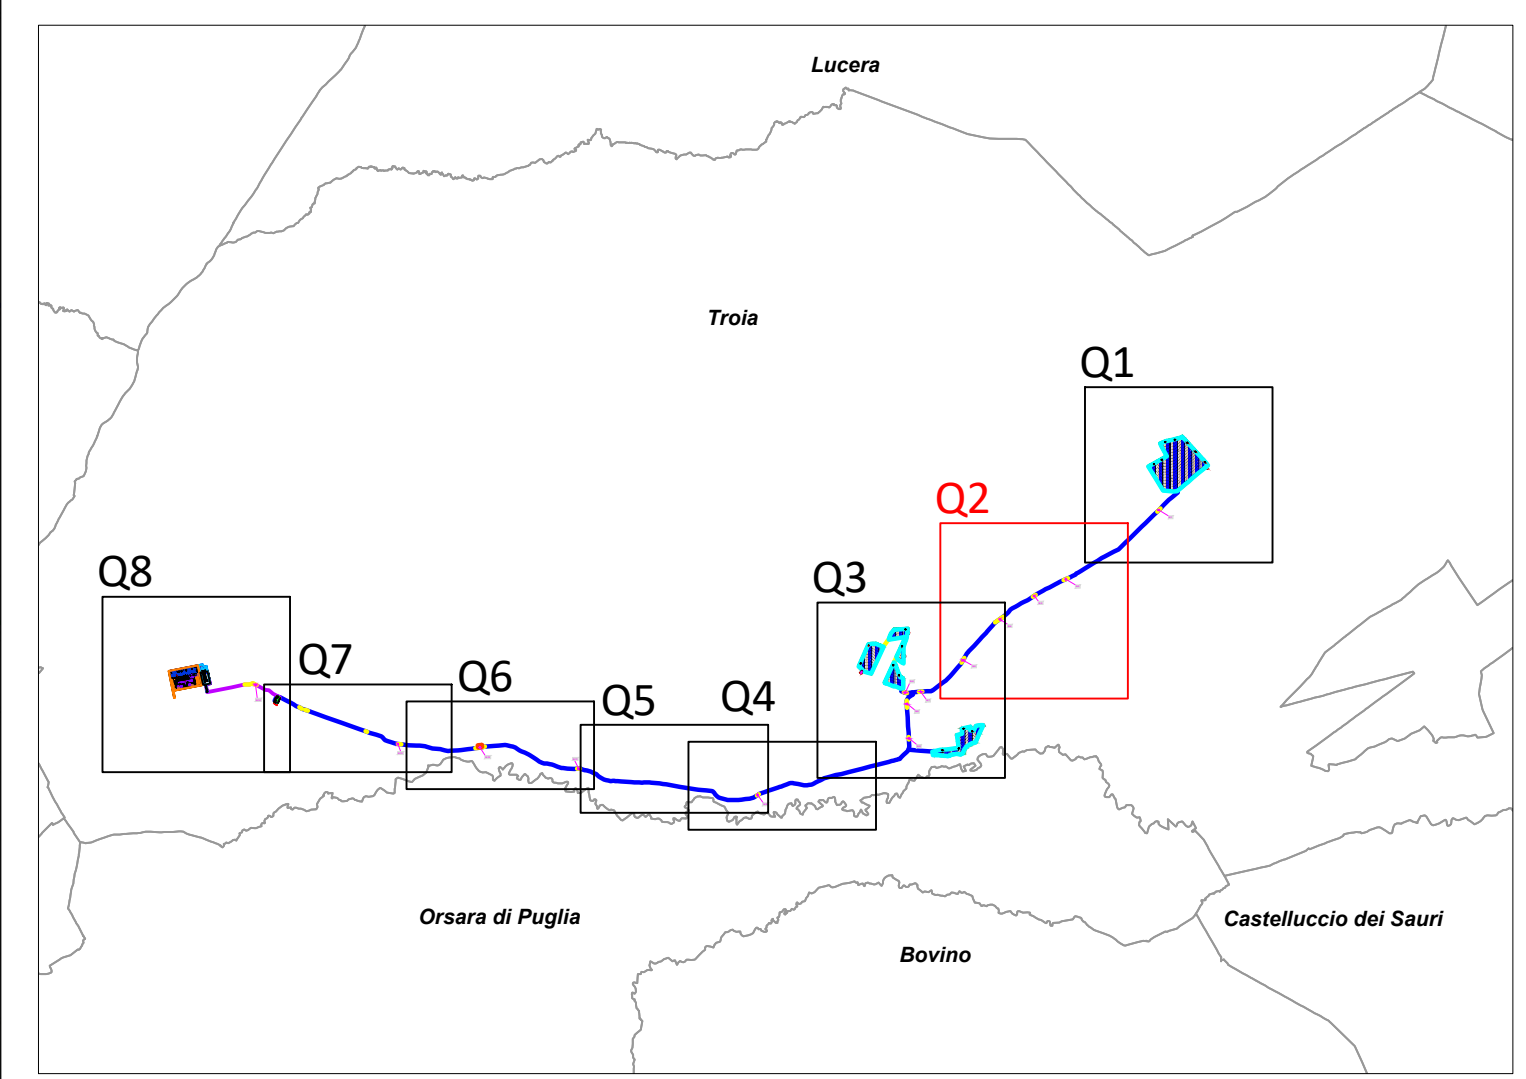 Lucera
Troia
Q1
Q2
Q8
Q3
Q7
Q6
Q5
Q4
Orsara di Puglia
Castelluccio dei Sauri
Bovino